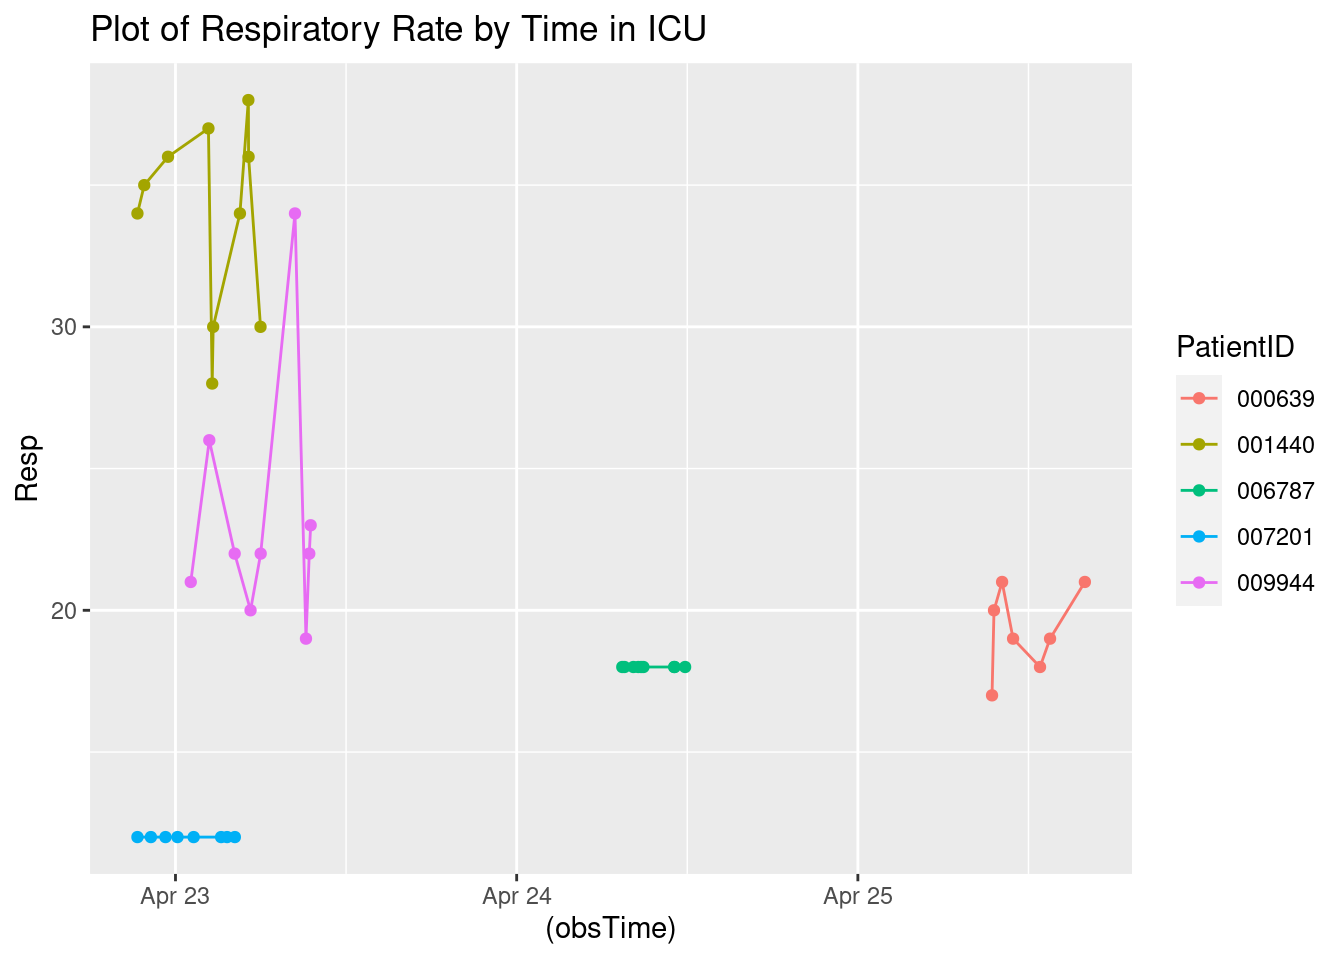 Plot of Respiratory Rate by Time in ICU
Resp
30
20
Apr 23
Apr 24
Apr 25
(obsTime)
PatientID
000639
001440
006787
007201
009944